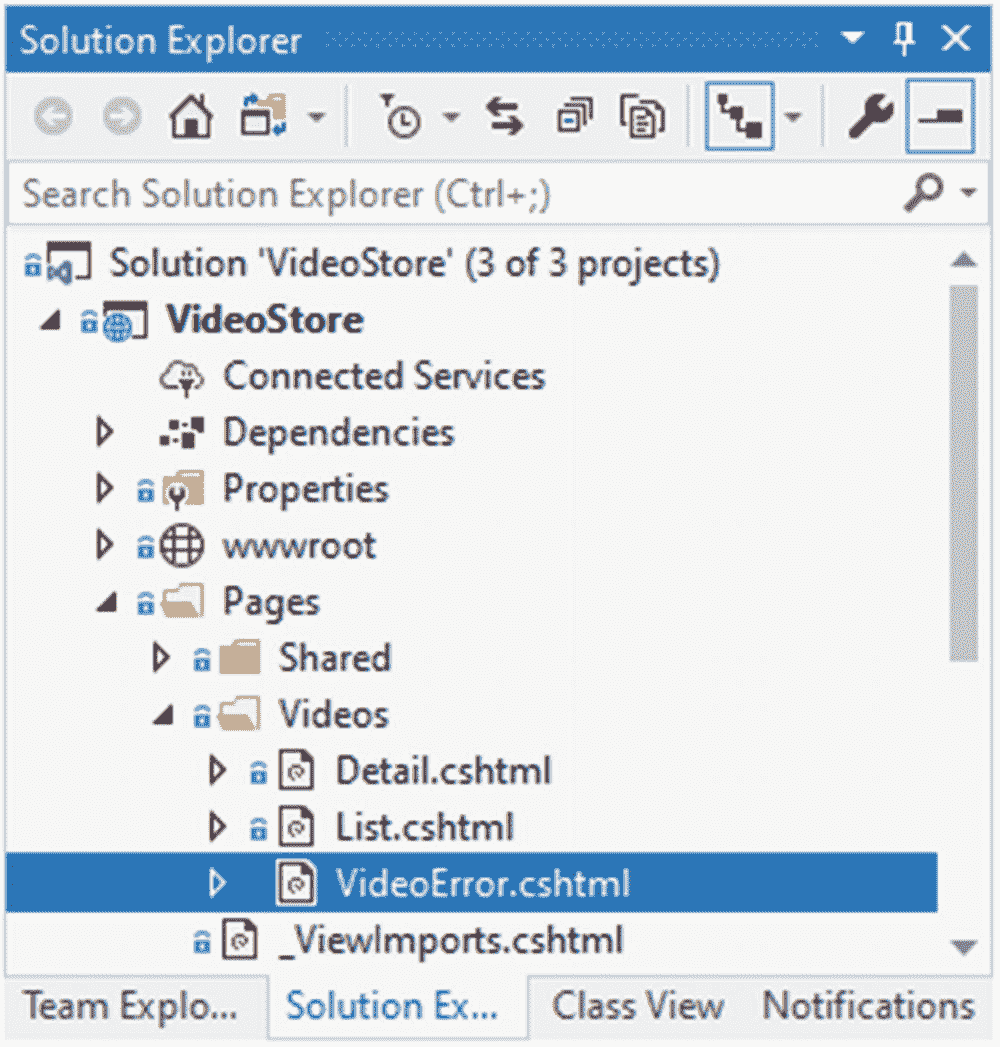 Solution Explorer
Search Solution Explorer (Ctrl+;)
Solution 'VideoStore' (3 of 3 projects)
VideoStore
Connected Services
Dependencies
Properties
wwwroot
Pages
Shared
Videos
Detail.cshtml
List.cshtml
VideoError.cshtml
_ViewImports.cshtml
Team Explo... Solution Ex... Class View Notifications